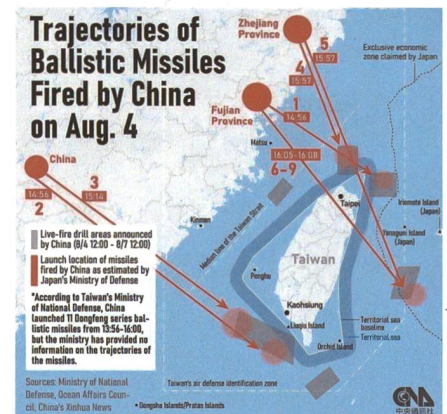 Trajectories of
Ballistic Missiles
Fired by China
on Aug. 4
Zhejiang
Province
5
15:57
4
15:57
Exclusive economic
zone claimed by Japan
Fujian
Province
1
14:56
Matsu
16:05-16:08
6-9
China
14:56
2
3
15:14
Taipei
Iriomote Island
(Japan)
Yonaguni Island
(Japan)
Kinmen
Median line of the Taiwan Strait
Live-fire drill areas announced
by China (8/4 12:00 - 8/7 12:00)
Launch location of missiles
fired by China as estimated by
Japan's Ministry of Defense
*According to Taiwan's Ministry
of National Defense, China
launched 11 Dongfeng series bal-
listic missiles from 13:56-16:00,
but the ministry has provided no
information on the trajectories of
the missiles.
Taiwan
Penghu
Kaohsiung
Liuqiu Island
Orchid Island
Territorial sea
baseline
Territorial sea
Sources: Ministry of National
Defense, Ocean Affairs Coun-
cil, China's Xinhua News
Taiwan's air defense identification zone
Dongsha Islands/Pratas Islands
CNA
中央通訊社